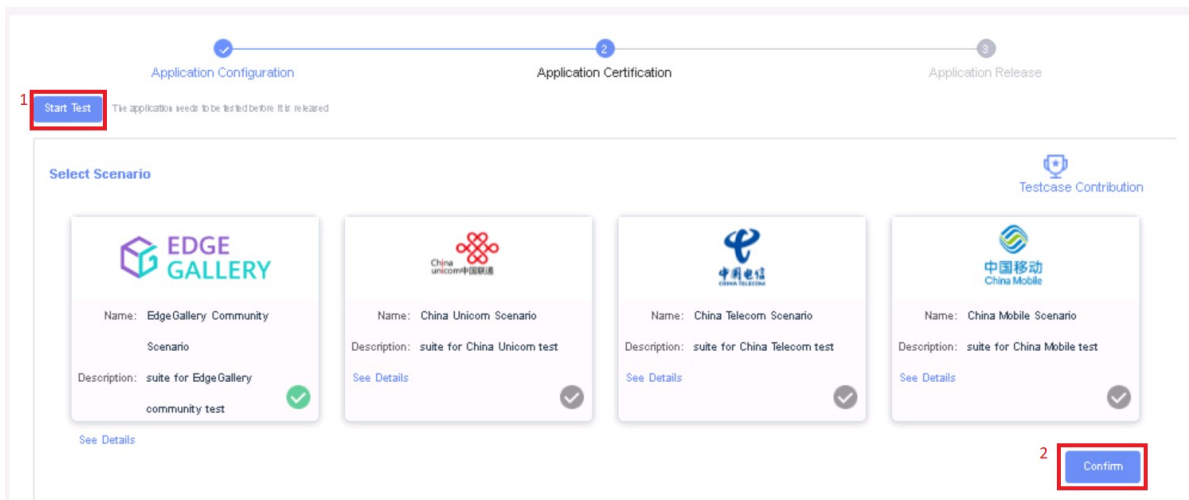 2
3
Application Configuration
Application Certification
Application Release
1
Start Test
The application needs to be tested before it is released
Select Scenario
Testcase Contribution
EDGE
GALLERY
China
unicom中国联通
中国电信
CHINA TELECOM
中国移动
China Mobile
Name: EdgeGallery Community
Scenario
Description: suite for EdgeGallery
community test
See Details
Name: China Unicom Scenario
Description: suite for China Unicom test
See Details
Name: China Telecom Scenario
Description: suite for China Telecom test
See Details
Name: China Mobile Scenario
Description: suite for China Mobile test
See Details
2
Confirm